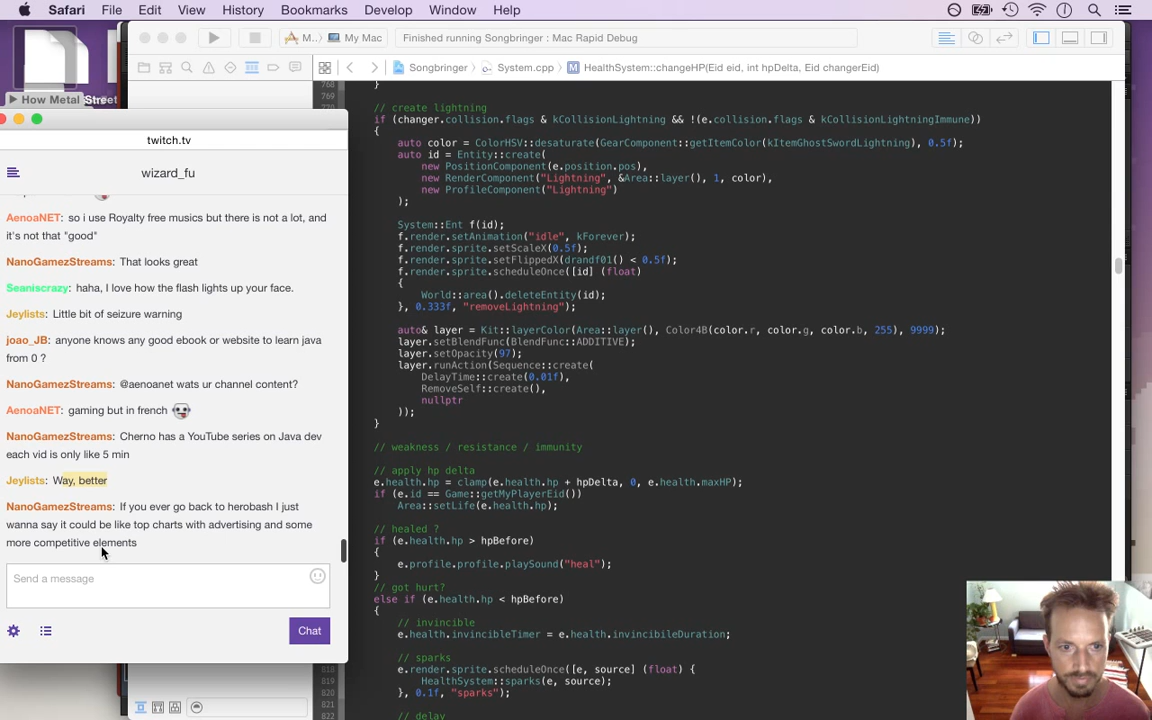 Safari File Edit View History Bookmarks Develop Window Help
M.. My Mac Finished running Songbringer : Mac Rapid Debug
Songbringer System.cpp M HealthSystem::changeHP(Eid eid, int hpDelta, Eid changerEid)
How Metal Street
twitch.tv
wizard_fu
AenoaNET: so i use Royalty free musics but there is not a lot, and
it's not that "good"
NanoGamezStreams: That looks great
Seaniscrazy: haha, I love how the flash lights up your face.
Jeylists: Little bit of seizure warning
joao_JB: anyone knows any good ebook or website to learn java
from 0 ?
NanoGamezStreams: @aenoanet wats ur channel content?
AenoaNET: gaming but in french
NanoGamezStreams: Cherno has a YouTube series on Java dev
each vid is only like 5 min
Jeylists: Way, better
NanoGamezStreams: If you ever go back to herobash I just
wanna say it could be like top charts with advertising and some
more competitive elements
Send a message
Chat
768 }
769
// create lightning
if (changer.collision.flags & kCollisionLightning && !(e.collision.flags & kCollisionLightningImmune))
{
auto color = ColorHSV::desaturate(GearComponent::getItemColor(kItemGhostSwordLightning), 0.5f);
auto id = Entity::create(
new PositionComponent(e.position.pos),
new RenderComponent("Lightning", &Area::layer(), 1, color),
new ProfileComponent("Lightning")
);
System::Ent f(id);
f.render.setAnimation("idle", kForever);
f.render.sprite.setScaleX(0.5f);
f.render.sprite.setFlippedX(drandf01() < 0.5f);
f.render.sprite.scheduleOnce([id] (float)
{
World::area().deleteEntity(id);
}, 0.333f, "removeLightning");
auto& layer = Kit::layerColor(Area::layer(), Color4B(color.r, color.g, color.b, 255), 9999);
layer.setBlendFunc(BlendFunc::ADDITIVE);
layer.setOpacity(97);
layer.runAction(Sequence::create(
DelayTime::create(0.01f),
RemoveSelf::create(),
nullptr
));
}
// weakness / resistance / immunity
// apply hp delta
e.health.hp = clamp(e.health.hp + hpDelta, 0, e.health.maxHP);
if (e.id == Game::getMyPlayerEid())
Area::setLife(e.health.hp);
// healed ?
if (e.health.hp > hpBefore)
{
e.profile.profile.playSound("heal");
}
// got hurt?
else if (e.health.hp < hpBefore)
{
// invincible
e.health.invincibleTimer = e.health.invincibileDuration;
// sparks
818 e.render.sprite.scheduleOnce([e, source] (float) {
819 HealthSystem::sparks(e, source);
820 }, 0.1f, "sparks");
821
822 // delay